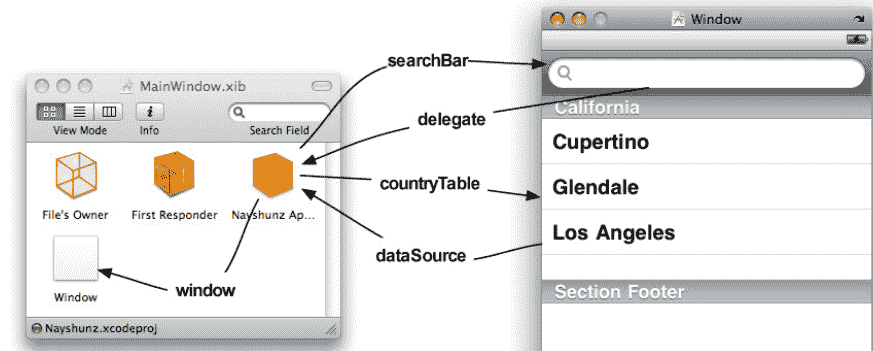 MainWindow.xib
View Mode
Info
Search Field
File's Owner
First Responder
Nayshunz Ap...
Window
Nayshunz.xcodeproj
searchBar
delegate
countryTable
dataSource
window
Window
California
Cupertino
Glendale
Los Angeles
Section Footer